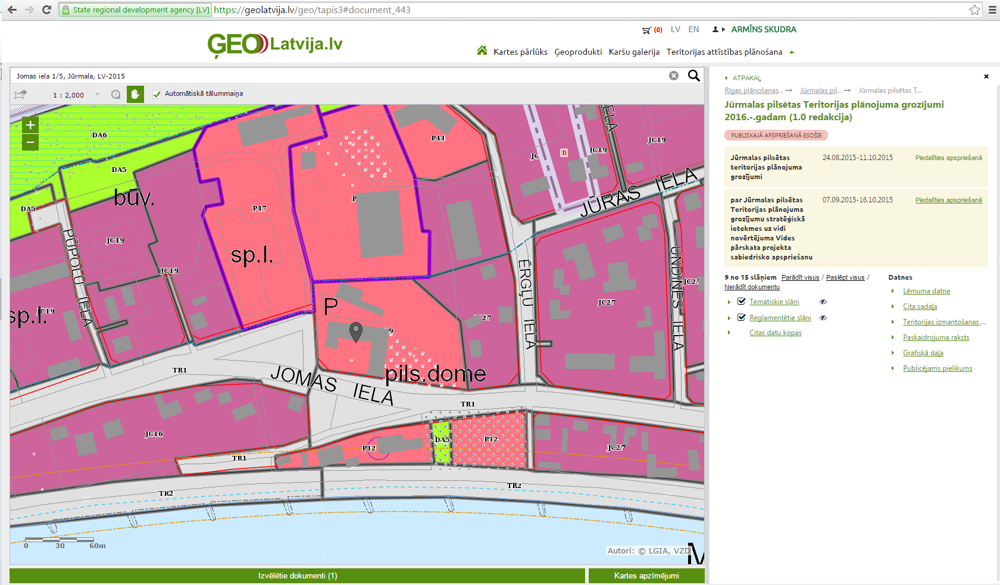 State regional development agency [LV] https://geolatvija.lv/geo/tapis3#document_443
(0) LV EN ARMĪNS SKUDRA
ĢEO Latvija.lv
Kartes pārlūks Ģeoprodukti Karšu galerija Teritorijas attīstības plānošana +
Jomas iela 1/5, Jūrmala, LV-2015
1 : 2,000 Automātiskā tālummaiņa
+
−
DA6
DA5
DA5
būv.
P47
sp.l.
P
P43
JC
D
JC19
IELA
JC19
JŪRAS IELA
JC19
PŪPOLU IELA
JC19
sp.l.
JC19
P
9
pils.dome
JC27
ĒRGĻU IELA
JC27
UNDĪNES IELA
JC27
TR1
JOMAS IELA
TR1
JC16
TR1
P32
DA5
P32
JC27
TR2
TR2
0 30 60m
Autori: © LGIA, VZD
M
Izvēlētie dokumenti (1)
Kartes apzīmējumi
ATPAKAĻ
Rīgas plānošanas... Jūrmalas pil... Jūrmalas pilsētas T...
Jūrmalas pilsētas Teritorijas plānojuma grozījumi
2016.-.gadam (1.0 redakcija)
PUBLISKAJĀ APSPRIEŠANĀ ESOŠIE
Jūrmalas pilsētas 24.08.2015-11.10.2015 Piedalīties apspriešanā
teritorijas plānojuma
grozījumi
par Jūrmalas pilsētas 07.09.2015-16.10.2015 Piedalīties apspriešanā
Teritorijas plānojuma
grozījumu stratēģiskā
ietekmes uz vidi
novērtējuma Vides
pārskata projekta
sabiedrisko apspriešanu
9 no 15 slāņiem Parādīt visus / Paslēpt visus /
Nerādīt dokumentu
Tematiskie slāņi
Reglamentētie slāņi
Citas datu kopas
Datnes
Lēmuma datne
Cita sadaļa
Teritorijas izmantošanas ...
Paskaidrojuma raksts
Grafiskā daļa
Publicējams pielikums